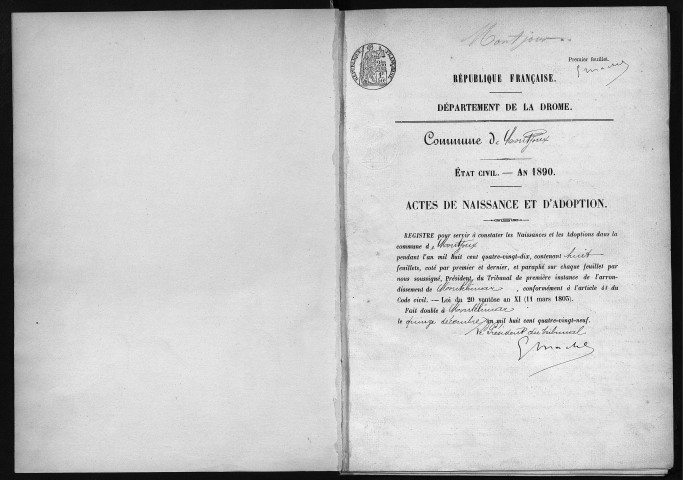 Montjoux
Premier feuillet.
RÉPUBLIQUE FRANÇAISE.
DÉPARTEMENT DE LA DROME.
Commune de Montjoux
ÉTAT CIVIL. — AN 1890.
ACTES DE NAISSANCE ET D'ADOPTION.
REGISTRE pour servir à constater les Naissances et les Adoptions dans la
commune de Montjoux
pendant l'an mil huit cent quatre-vingt-dix, contenant huit
feuillets, coté par premier et dernier, et paraphé sur chaque feuillet par
nous soussigné, Président du Tribunal de première instance de l'arron-
dissement de Montélimar, conformément à l'article 41 du
Code civil. — Loi du 20 ventôse an XI (11 mars 1803).
Fait double à Montélimar
le quinze décembre an mil huit cent quatre-vingt-neuf.
Le Président du tribunal